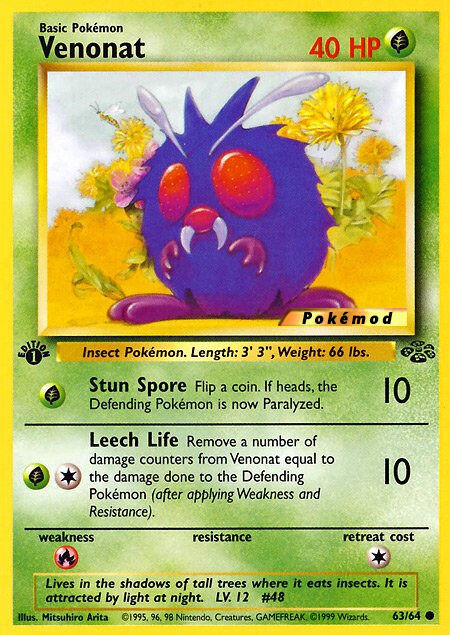 Basic Pokémon
Venonat 40 HP
Pokémod
EDITION
1
Insect Pokémon. Length: 3' 3", Weight: 66 lbs.
Stun Spore Flip a coin. If heads, the
Defending Pokémon is now Paralyzed.
10
Leech Life Remove a number of
damage counters from Venonat equal to
the damage done to the Defending
Pokémon (after applying Weakness and
Resistance).
10
weakness resistance retreat cost
Lives in the shadows of tall trees where it eats insects. It is
attracted by light at night. LV. 12 #48
Illus. Mitsuhiro Arita ©1995, 96, 98 Nintendo, Creatures, GAMEFREAK. ©1999 Wizards. 63/64